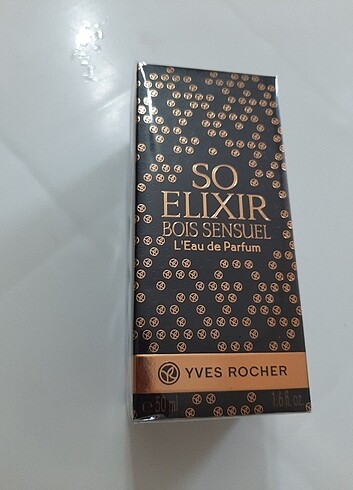 SO
ELIXIR
BOIS SENSUEL
L'Eau de Parfum
YVES ROCHER
℮ 50 ml 1.6 fl. oz.